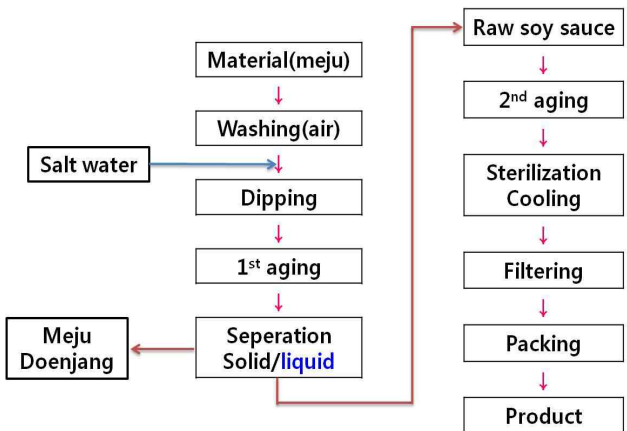 Material(meju)
Washing(air)
Salt water
Dipping
1st aging
Seperation
Solid/liquid
Meju
Doenjang
Raw soy sauce
2nd aging
Sterilization
Cooling
Filtering
Packing
Product